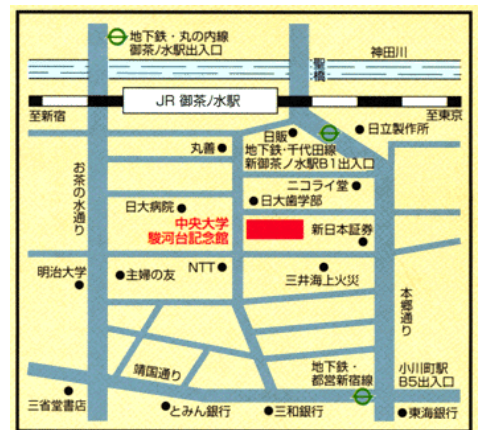 地下鉄・丸の内線
御茶ノ水駅出入口
聖橋
神田川
JR 御茶ノ水駅
至新宿
至東京
日販
日立製作所
丸善
地下鉄・千代田線
新御茶ノ水駅B1出入口
お茶の水通り
ニコライ堂
日大歯学部
日大病院
中央大学
駿河台記念館
新日本証券
明治大学
主婦の友
NTT
三井海上火災
本郷通り
靖国通り
地下鉄・
都営新宿線
小川町駅
B5出入口
三省堂書店
とみん銀行
三和銀行
東海銀行